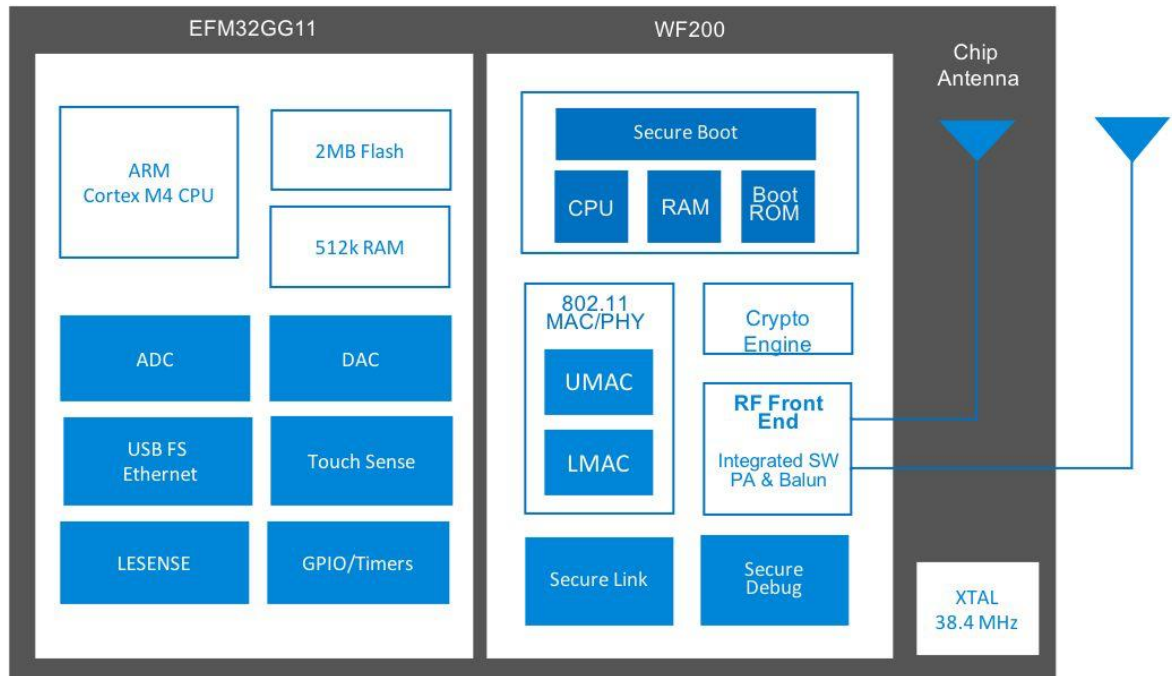 EFM32GG11
ARM
Cortex M4 CPU
2MB Flash
512k RAM
ADC
DAC
USB FS
Ethernet
Touch Sense
LESENSE
GPIO/Timers
WF200
Secure Boot
CPU
RAM
Boot
ROM
802.11
MAC/PHY
UMAC
LMAC
Crypto
Engine
RF Front
End
Integrated SW
PA & Balun
Secure Link
Secure
Debug
Chip
Antenna
XTAL
38.4 MHz